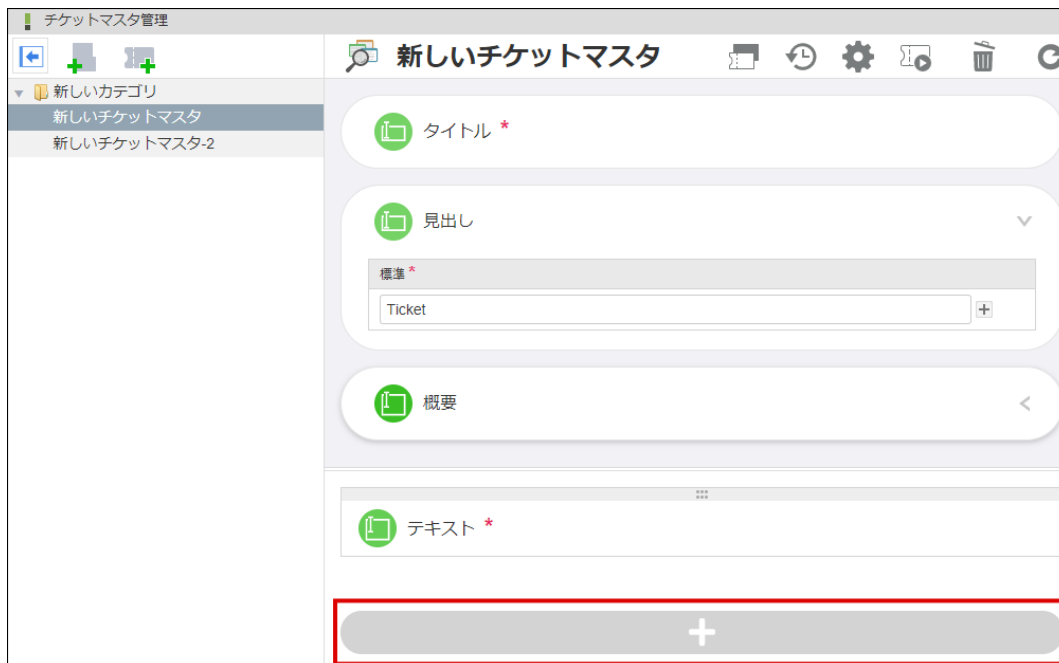 チケットマスタ管理
新しいチケットマスタ
新しいカテゴリ
新しいチケットマスタ
新しいチケットマスタ-2
タイトル *
見出し
標準 *
Ticket
概要
テキスト *